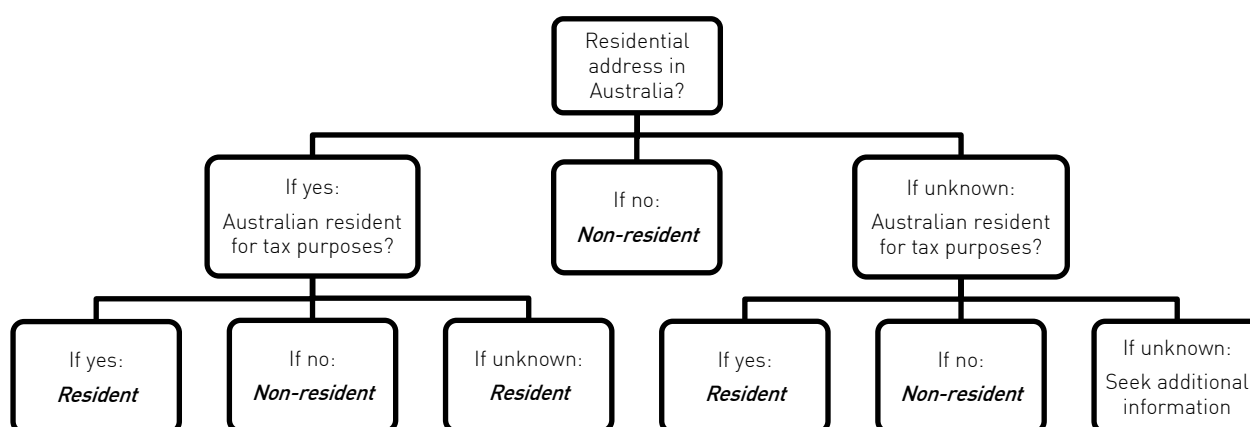 Residential
address in
Australia?
If yes:
Australian resident
for tax purposes?
If no:
Non-resident
If unknown:
Australian resident
for tax purposes?
If yes:
Resident
If no:
Non-resident
If unknown:
Resident
If yes:
Resident
If no:
Non-resident
If unknown:
Seek additional
information